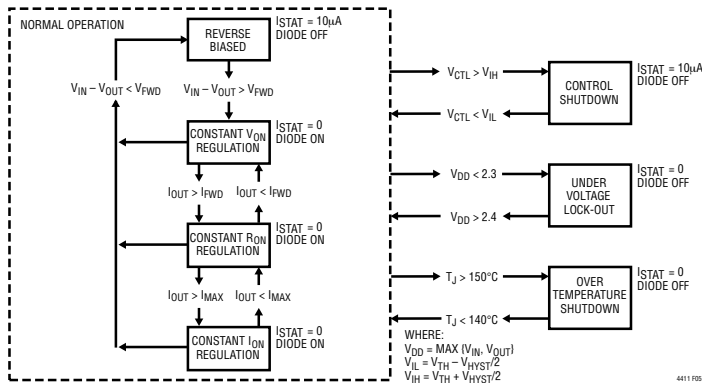 NORMAL OPERATION
REVERSE
BIASED
ISTAT = 10µA
DIODE OFF
VIN – VOUT < VFWD
VIN – VOUT > VFWD
CONSTANT VON
REGULATION
ISTAT = 0
DIODE ON
IOUT > IFWD
IOUT < IFWD
CONSTANT RON
REGULATION
ISTAT = 0
DIODE ON
IOUT > IMAX
IOUT < IMAX
CONSTANT ION
REGULATION
ISTAT = 0
DIODE ON
VCTL > VIH
VCTL < VIL
CONTROL
SHUTDOWN
ISTAT = 10µA
DIODE OFF
VDD < 2.3
VDD > 2.4
UNDER
VOLTAGE
LOCK-OUT
ISTAT = 0
DIODE OFF
TJ > 150°C
TJ < 140°C
OVER
TEMPERATURE
SHUTDOWN
ISTAT = 0
DIODE OFF
WHERE:
VDD = MAX {VIN, VOUT}
VIL = VTH – VHYST/2
VIH = VTH + VHYST/2
4411 F05